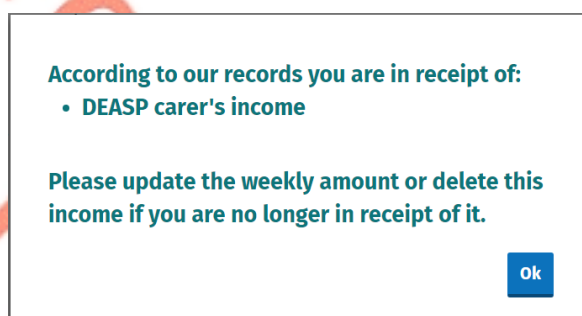 According to our records you are in receipt of:
• DEASP carer's income
Please update the weekly amount or delete this
income if you are no longer in receipt of it.
Ok